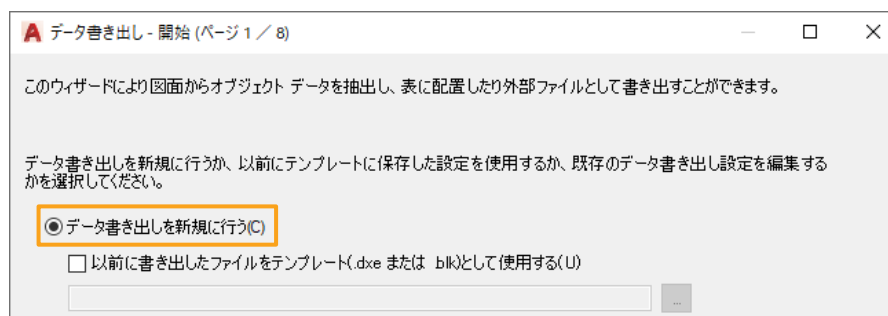 データ書き出し - 開始 (ページ 1 / 8)
このウィザードにより図面からオブジェクト データを抽出し、表に配置したり外部ファイルとして書き出すことができます。
データ書き出しを新規に行うか、以前にテンプレートに保存した設定を使用するか、既存のデータ書き出し設定を編集する
かを選択してください。
データ書き出しを新規に行う(C)
以前に書き出したファイルをテンプレート(.dxe または .blk)として使用する(U)
...